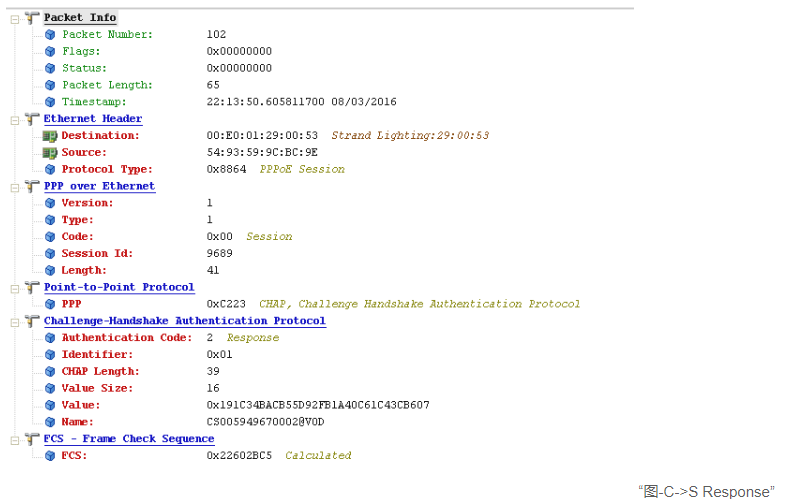 Packet Info
Packet Number: 102
Flags: 0x00000000
Status: 0x00000000
Packet Length: 65
Timestamp: 22:13:50.605811700 08/03/2016
Ethernet Header
Destination: 00:E0:01:29:00:53 Strand Lighting:29:00:53
Source: 54:93:59:9C:BC:9E
Protocol Type: 0x8864 PPPoE Session
PPP over Ethernet
Version: 1
Type: 1
Code: 0x00 Session
Session Id: 9689
Length: 41
Point-to-Point Protocol
PPP 0xC223 CHAP, Challenge Handshake Authentication Protocol
Challenge-Handshake Authentication Protocol
Authentication Code: 2 Response
Identifier: 0x01
CHAP Length: 39
Value Size: 16
Value: 0x191C34BACB55D92FB1A40C61C43CB607
Name: CS005949670002@VOD
FCS - Frame Check Sequence
FCS: 0x22602BC5 Calculated
“图-C->S Response”